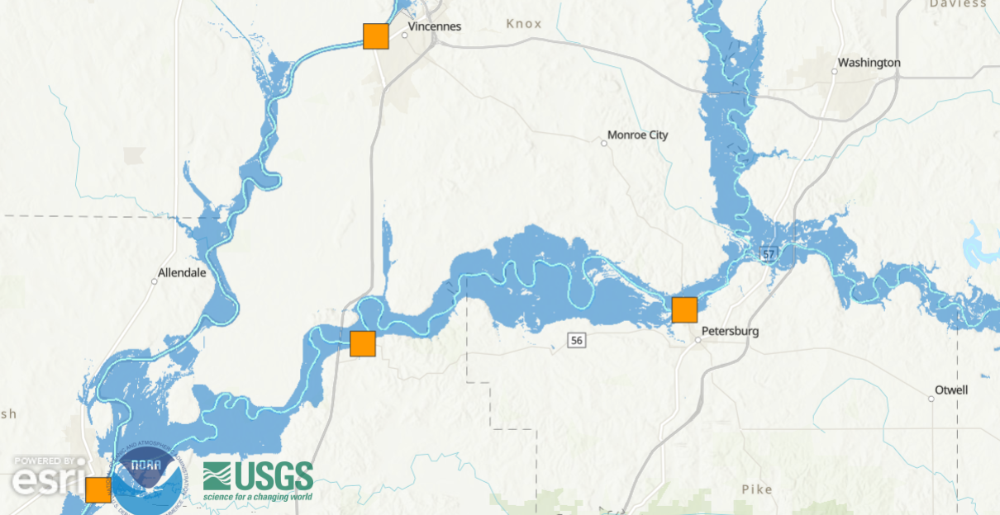 Daviess
Vincennes
Knox
Washington
Monroe City
57
Allendale
Petersburg
56
Otwell
sh
POWERED BY
esri
NOAA
USGS
science for a changing world
Pike